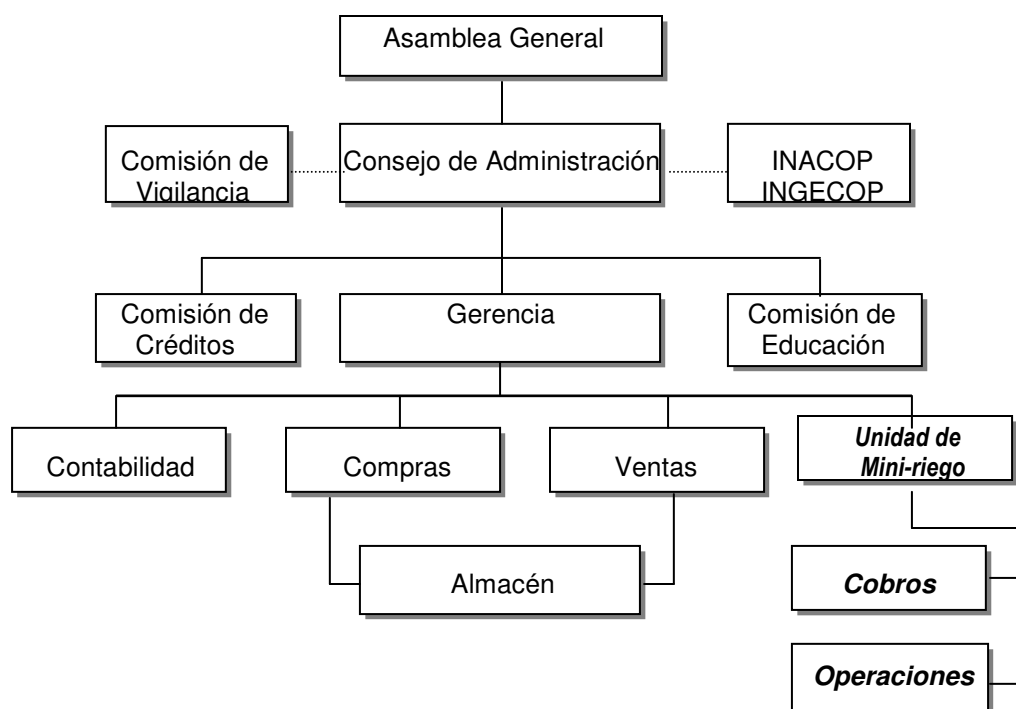 Asamblea General
Comisión de
Vigilancia
Consejo de Administración
INACOP
INGECOP
Comisión de
Créditos
Gerencia
Comisión de
Educación
Contabilidad
Compras
Ventas
Unidad de
Mini-riego
Almacén
Cobros
Operaciones